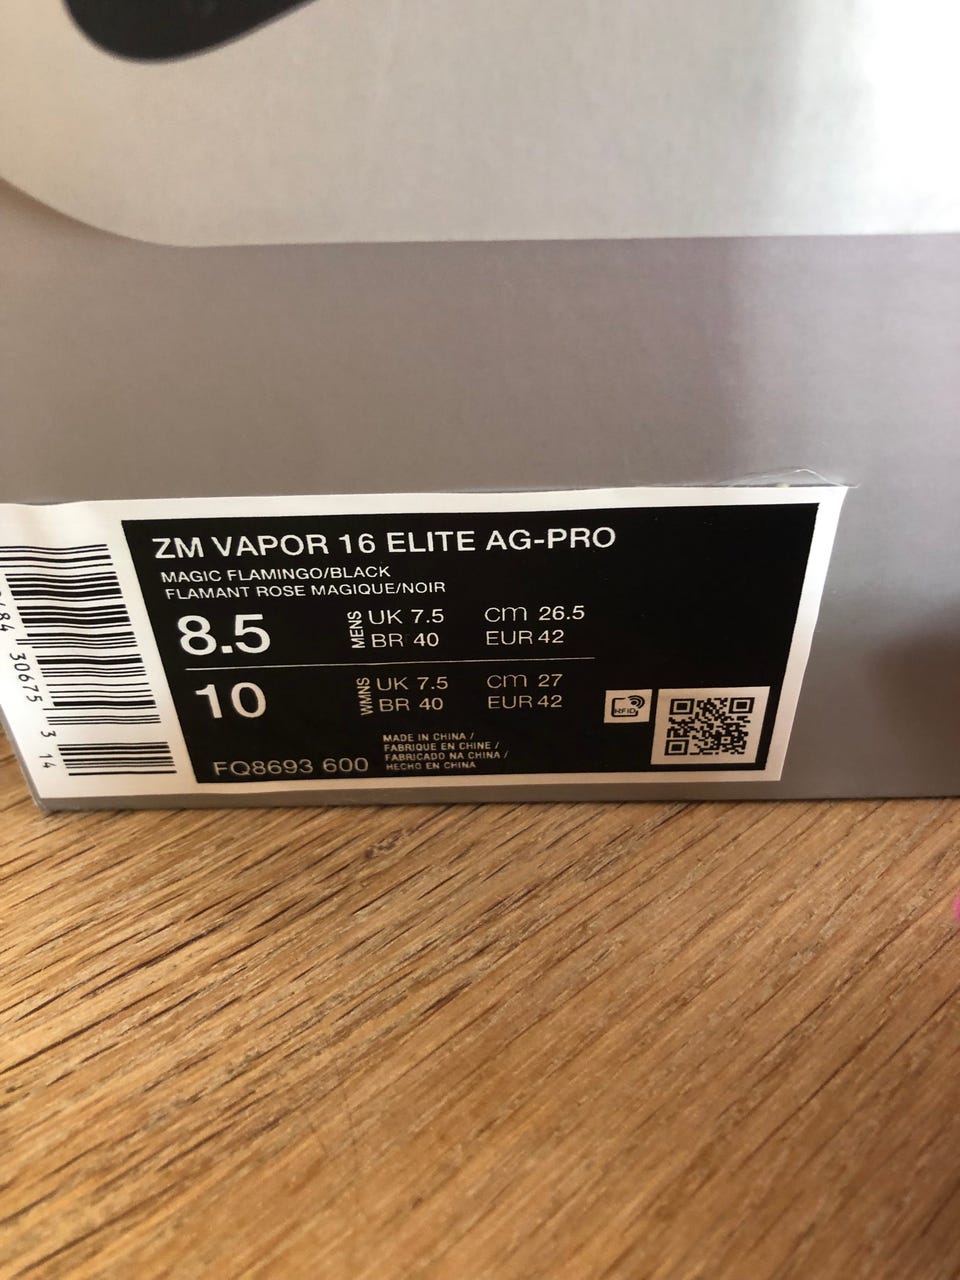 ZM VAPOR 16 ELITE AG-PRO
MAGIC FLAMINGO/BLACK
FLAMANT ROSE MAGIQUE/NOIR
8.5 MENS UK 7.5 cm 26.5
BR 40 EUR 42
10 WMNS UK 7.5 cm 27
BR 40 EUR 42
RFID
FQ8693 600
MADE IN CHINA /
FABRIQUE EN CHINE /
FABRICADO NA CHINA /
HECHO EN CHINA
30675 3 14